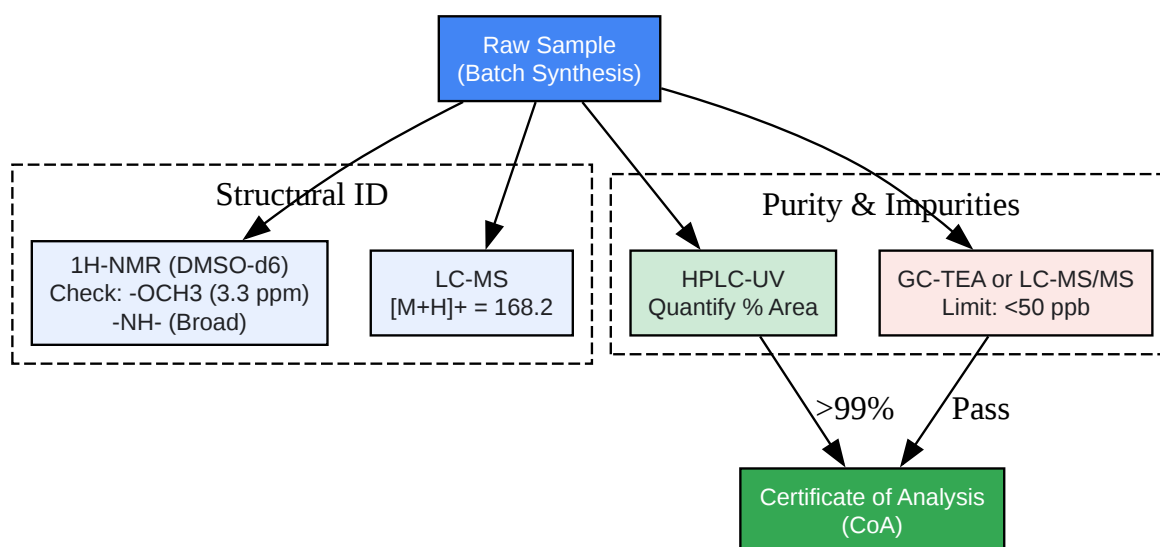 Raw Sample
(Batch Synthesis)
Structural ID
1H-NMR (DMSO-d6)
Check: -OCH3 (3.3 ppm)
-NH- (Broad)
LC-MS
[M+H]+ = 168.2
Purity & Impurities
HPLC-UV
Quantify % Area
GC-TEA or LC-MS/MS
Limit: <50 ppb
>99%
Pass
Certificate of Analysis
(CoA)